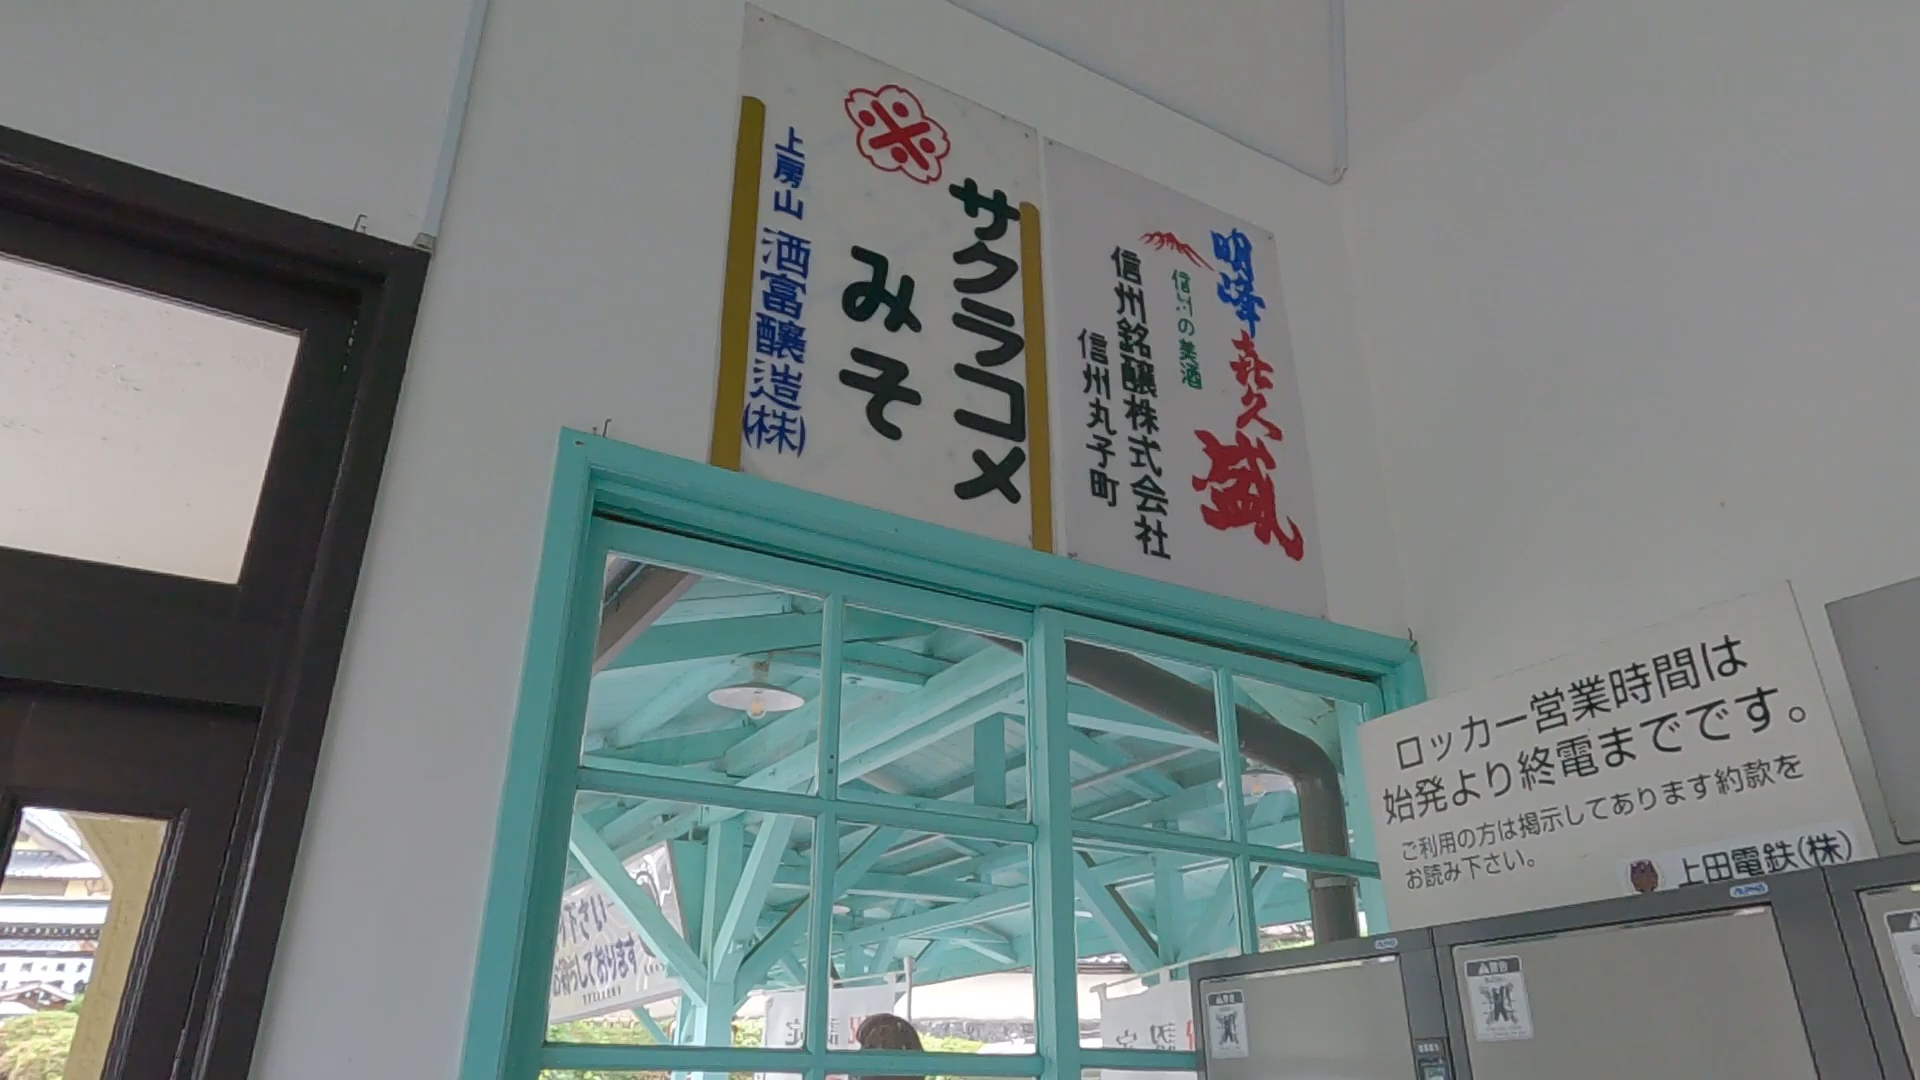 サクラコメ
みそ
上房山 酒富醸造(株)
明峰 喜久盛
信州の美酒
信州銘醸株式会社
信州丸子町
ロッカー営業時間は
始発より終電までです。
ご利用の方は掲示してあります約款を
お読み下さい。
上田電鉄(株)